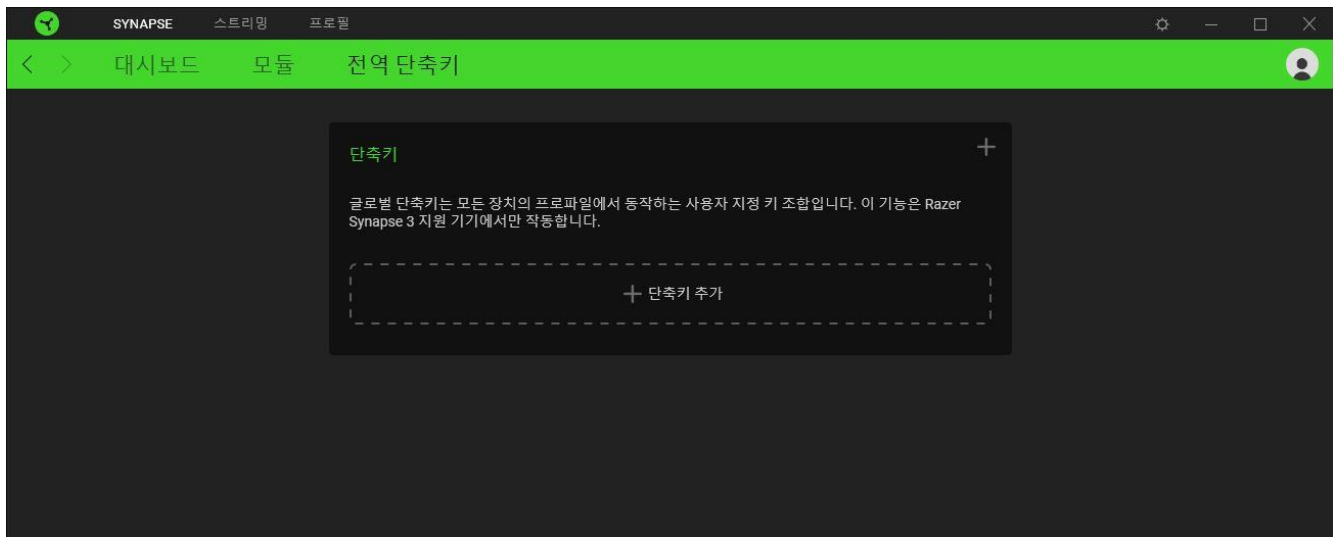 SYNAPSE 스트리밍 프로필
대시보드 모듈 전역 단축키
단축키
글로벌 단축키는 모든 장치의 프로파일에서 동작하는 사용자 지정 키 조합입니다. 이 기능은 Razer
Synapse 3 지원 기기에서만 작동합니다.
단축키 추가